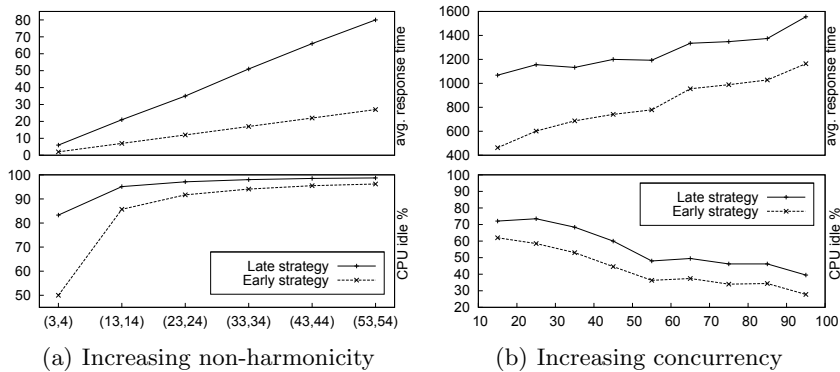 80
70
60
50
40
30
20
10
0
avg. response time
100
90
80
70
60
50
CPU idle %
Late strategy
Early strategy
(3,4) (13,14) (23,24) (33,34) (43,44) (53,54)
(a) Increasing non-harmonicity
1600
1400
1200
1000
800
600
400
avg. response time
100
90
80
70
60
50
40
30
20
CPU idle %
Late strategy
Early strategy
10 20 30 40 50 60 70 80 90 100
(b) Increasing concurrency